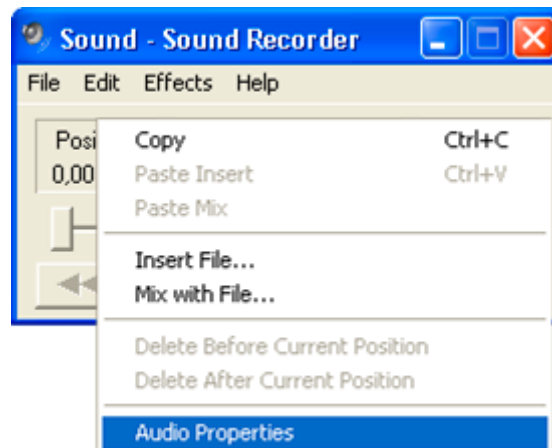 Sound - Sound Recorder
File Edit Effects Help
Posi
0,00
Copy Ctrl+C
Paste Insert Ctrl+V
Paste Mix
Insert File...
Mix with File...
Delete Before Current Position
Delete After Current Position
Audio Properties